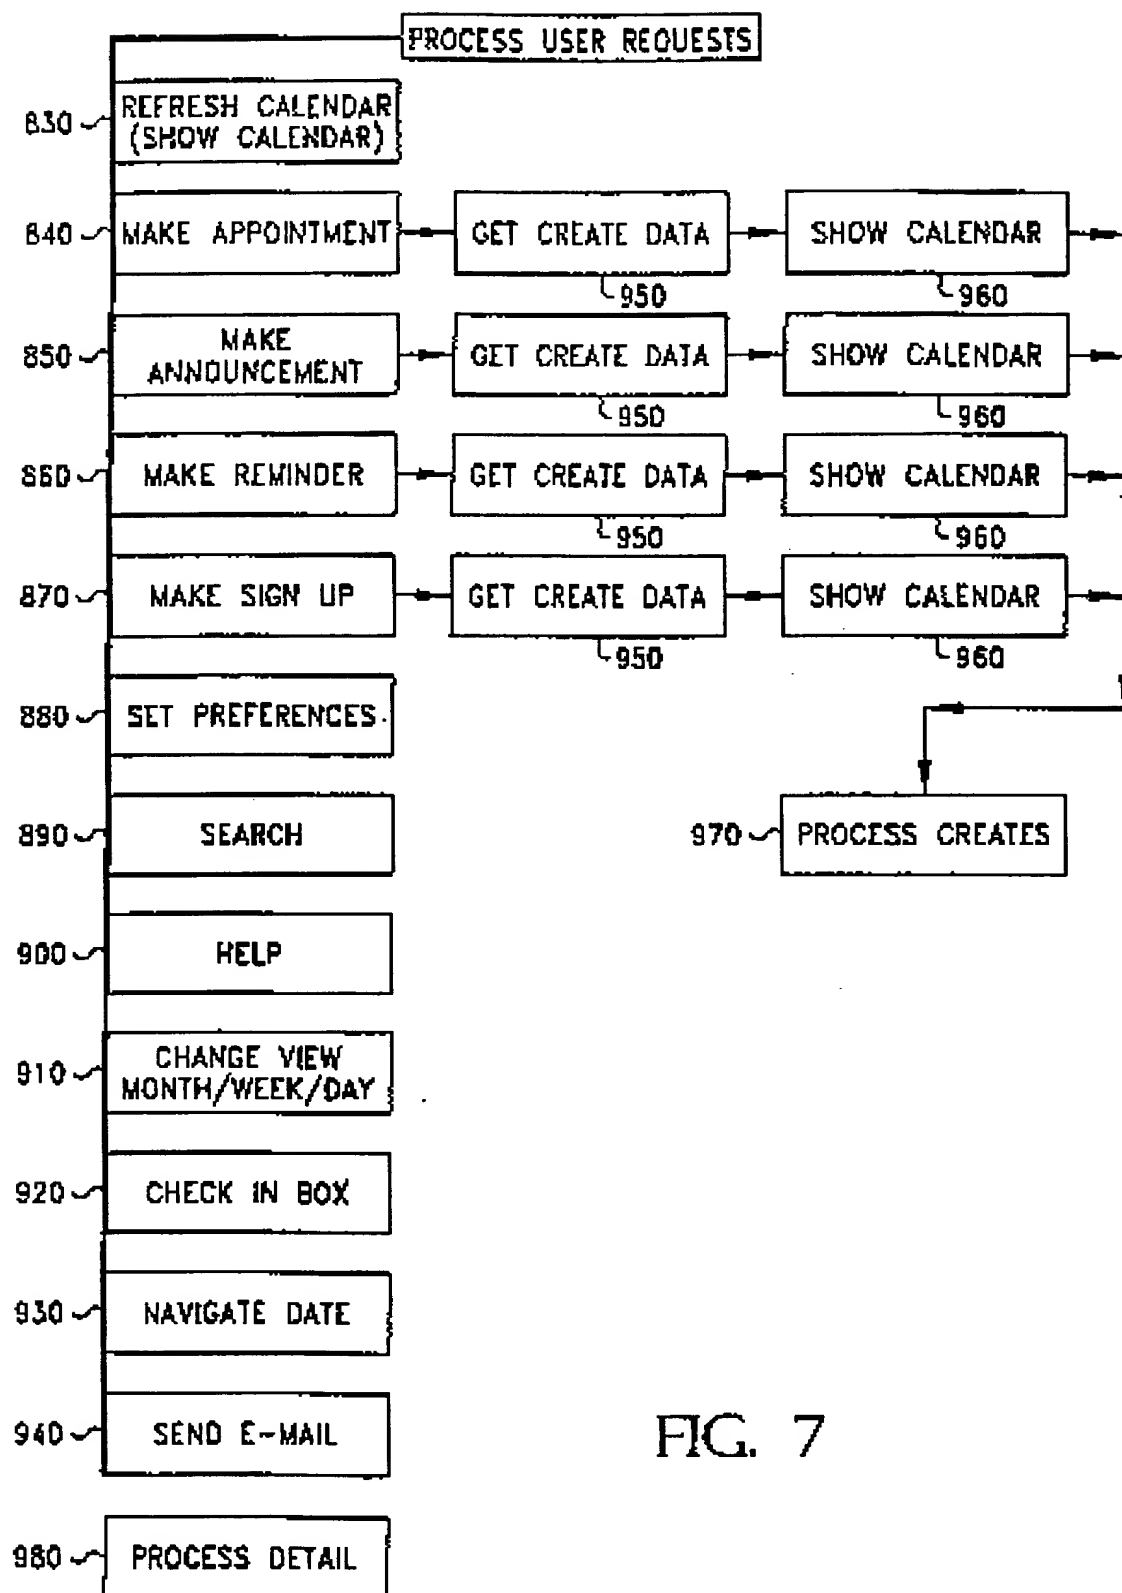 PROCESS USER REQUESTS
830
REFRESH CALENDAR
(SHOW CALENDAR)
840
MAKE APPOINTMENT
GET CREATE DATA
SHOW CALENDAR
950
960
850
MAKE
ANNOUNCEMENT
GET CREATE DATA
SHOW CALENDAR
950
960
860
MAKE REMINDER
GET CREATE DATA
SHOW CALENDAR
950
960
870
MAKE SIGN UP
GET CREATE DATA
SHOW CALENDAR
950
960
880
SET PREFERENCES
890
SEARCH
970
PROCESS CREATES
900
HELP
910
CHANGE VIEW
MONTH/WEEK/DAY
920
CHECK IN BOX
930
NAVIGATE DATE
940
SEND E-MAIL
FIG. 7
980
PROCESS DETAIL